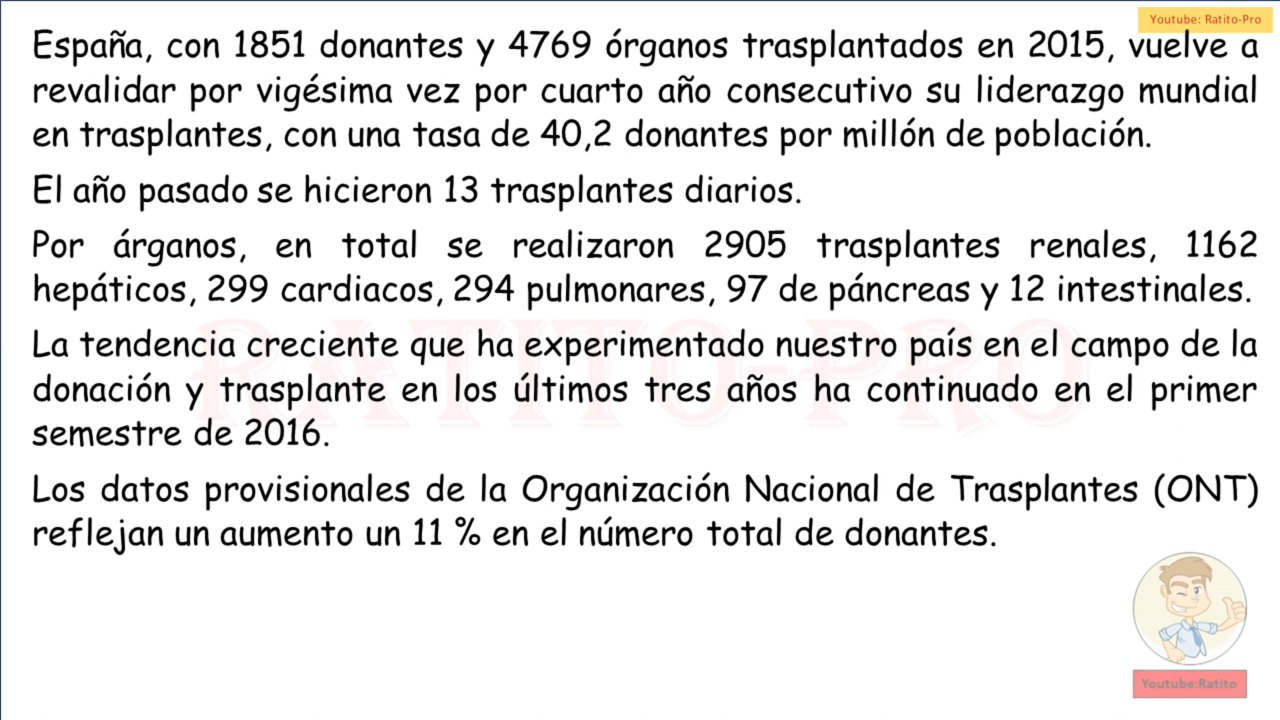 Youtube: Ratito-Pro
España, con 1851 donantes y 4769 órganos trasplantados en 2015, vuelve a
revalidar por vigésima vez por cuarto año consecutivo su liderazgo mundial
en trasplantes, con una tasa de 40,2 donantes por millón de población.
El año pasado se hicieron 13 trasplantes diarios.
Por árganos, en total se realizaron 2905 trasplantes renales, 1162
hepáticos, 299 cardiacos, 294 pulmonares, 97 de páncreas y 12 intestinales.
RATITO-PRO
La tendencia creciente que ha experimentado nuestro país en el campo de la
donación y trasplante en los últimos tres años ha continuado en el primer
semestre de 2016.
Los datos provisionales de la Organización Nacional de Trasplantes (ONT)
reflejan un aumento un 11 % en el número total de donantes.
Youtube:Ratito